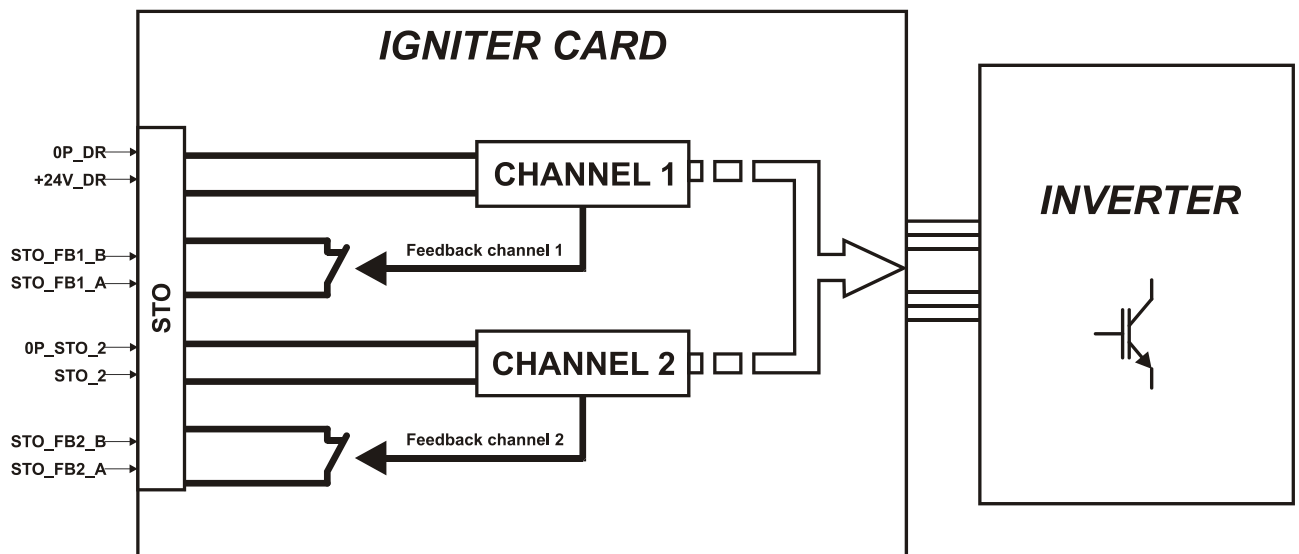 IGNITER CARD
0P_DR
+24V_DR
CHANNEL 1
INVERTER
STO_FB1_B
Feedback channel 1
STO_FB1_A
STO
0P_STO_2
STO_2
CHANNEL 2
STO_FB2_B
Feedback channel 2
STO_FB2_A